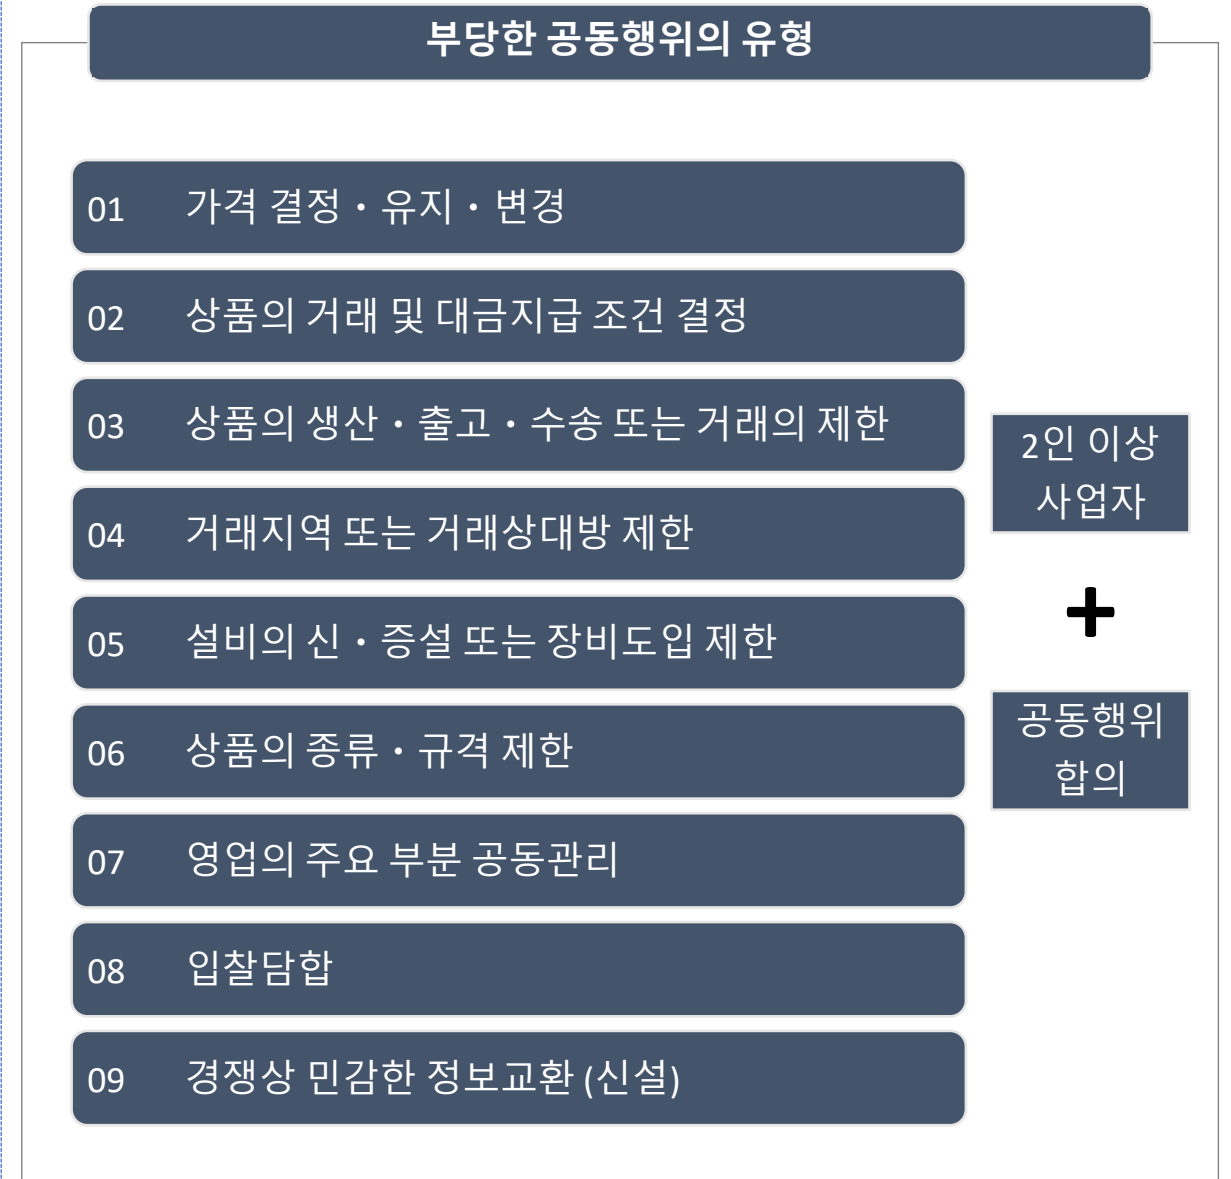 부당한 공동행위의 유형
01 가격 결정・유지・변경
02 상품의 거래 및 대금지급 조건 결정
03 상품의 생산・출고・수송 또는 거래의 제한
04 거래지역 또는 거래상대방 제한
05 설비의 신・증설 또는 장비도입 제한
06 상품의 종류・규격 제한
07 영업의 주요 부분 공동관리
08 입찰담합
09 경쟁상 민감한 정보교환 (신설)
2인 이상
사업자
+
공동행위
합의